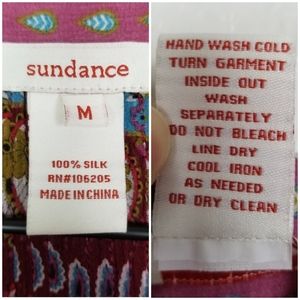 sundance
M
100% SILK
RN#106205
MADE IN CHINA
HAND WASH COLD
TURN GARMENT
INSIDE OUT
WASH
SEPARATELY
DO NOT BLEACH
LINE DRY
COOL IRON
AS NEEDED
OR DRY CLEAN